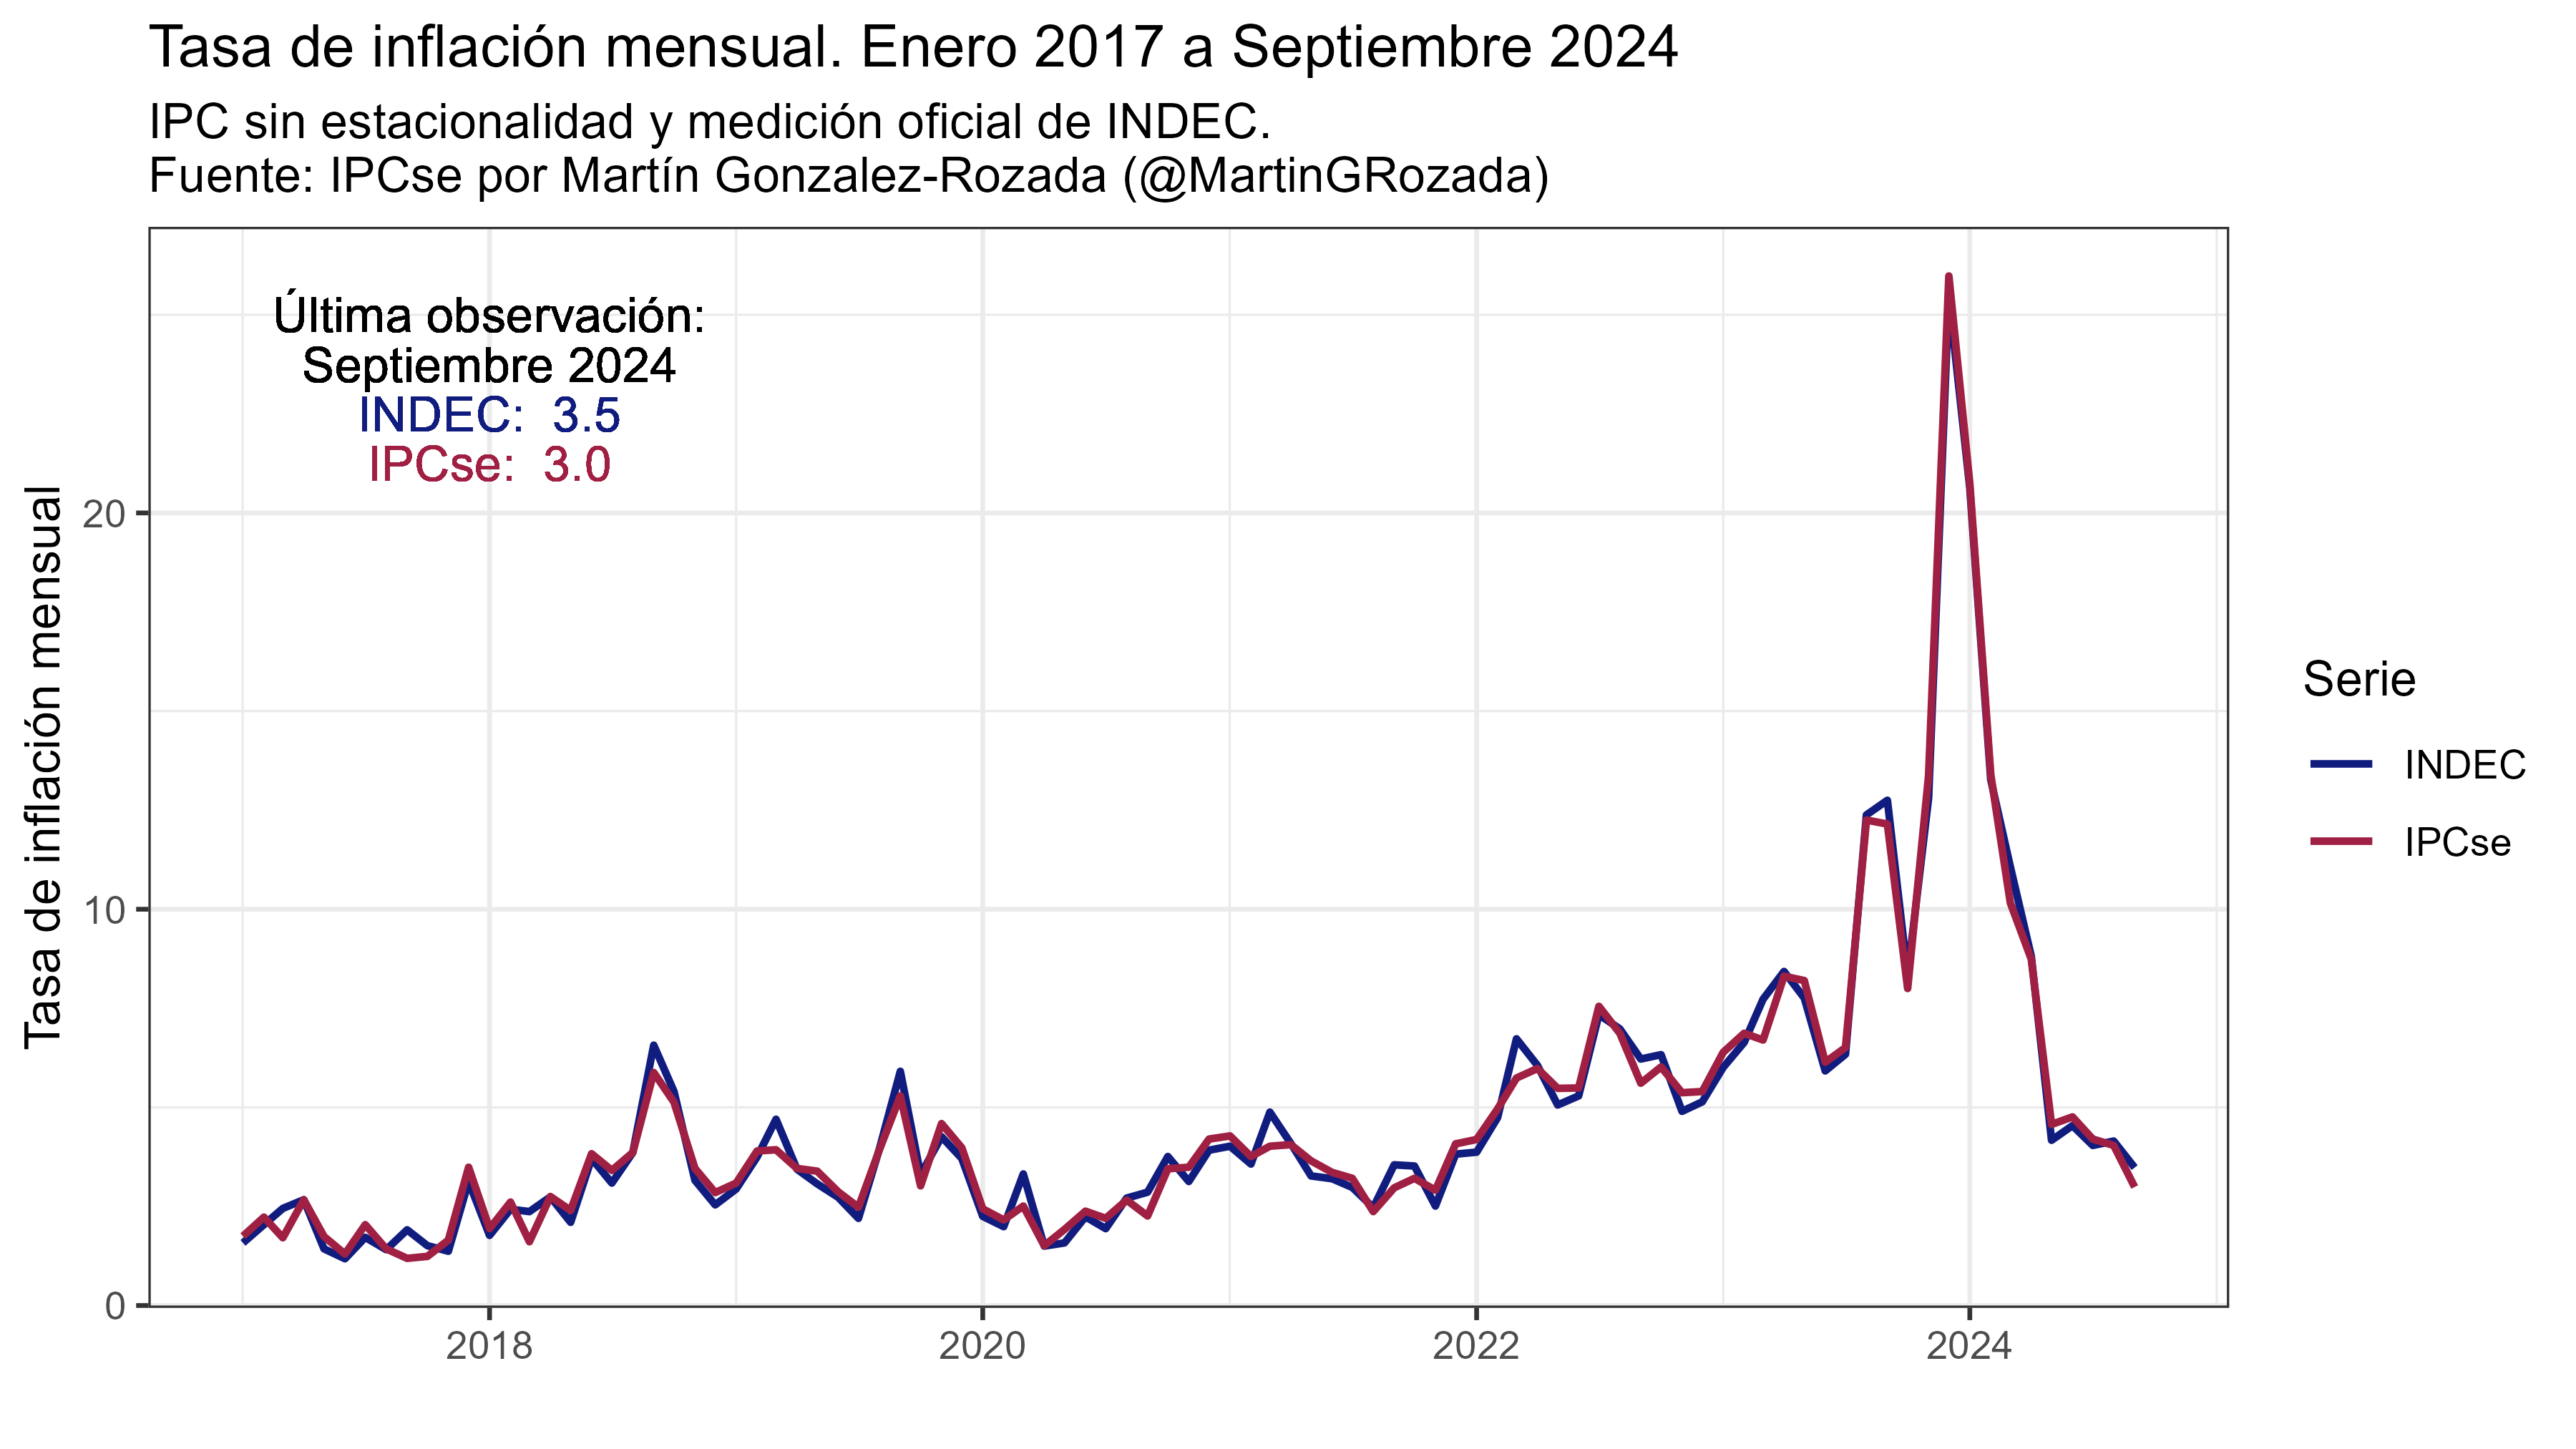 Tasa de inflación mensual. Enero 2017 a Septiembre 2024
IPC sin estacionalidad y medición oficial de INDEC.
Fuente: IPCse por Martín Gonzalez-Rozada (@MartinGRozada)
Última observación:
Septiembre 2024
INDEC: 3.5
IPCse: 3.0
Tasa de inflación mensual
20
10
0
2018
2020
2022
2024
Serie
INDEC
IPCse